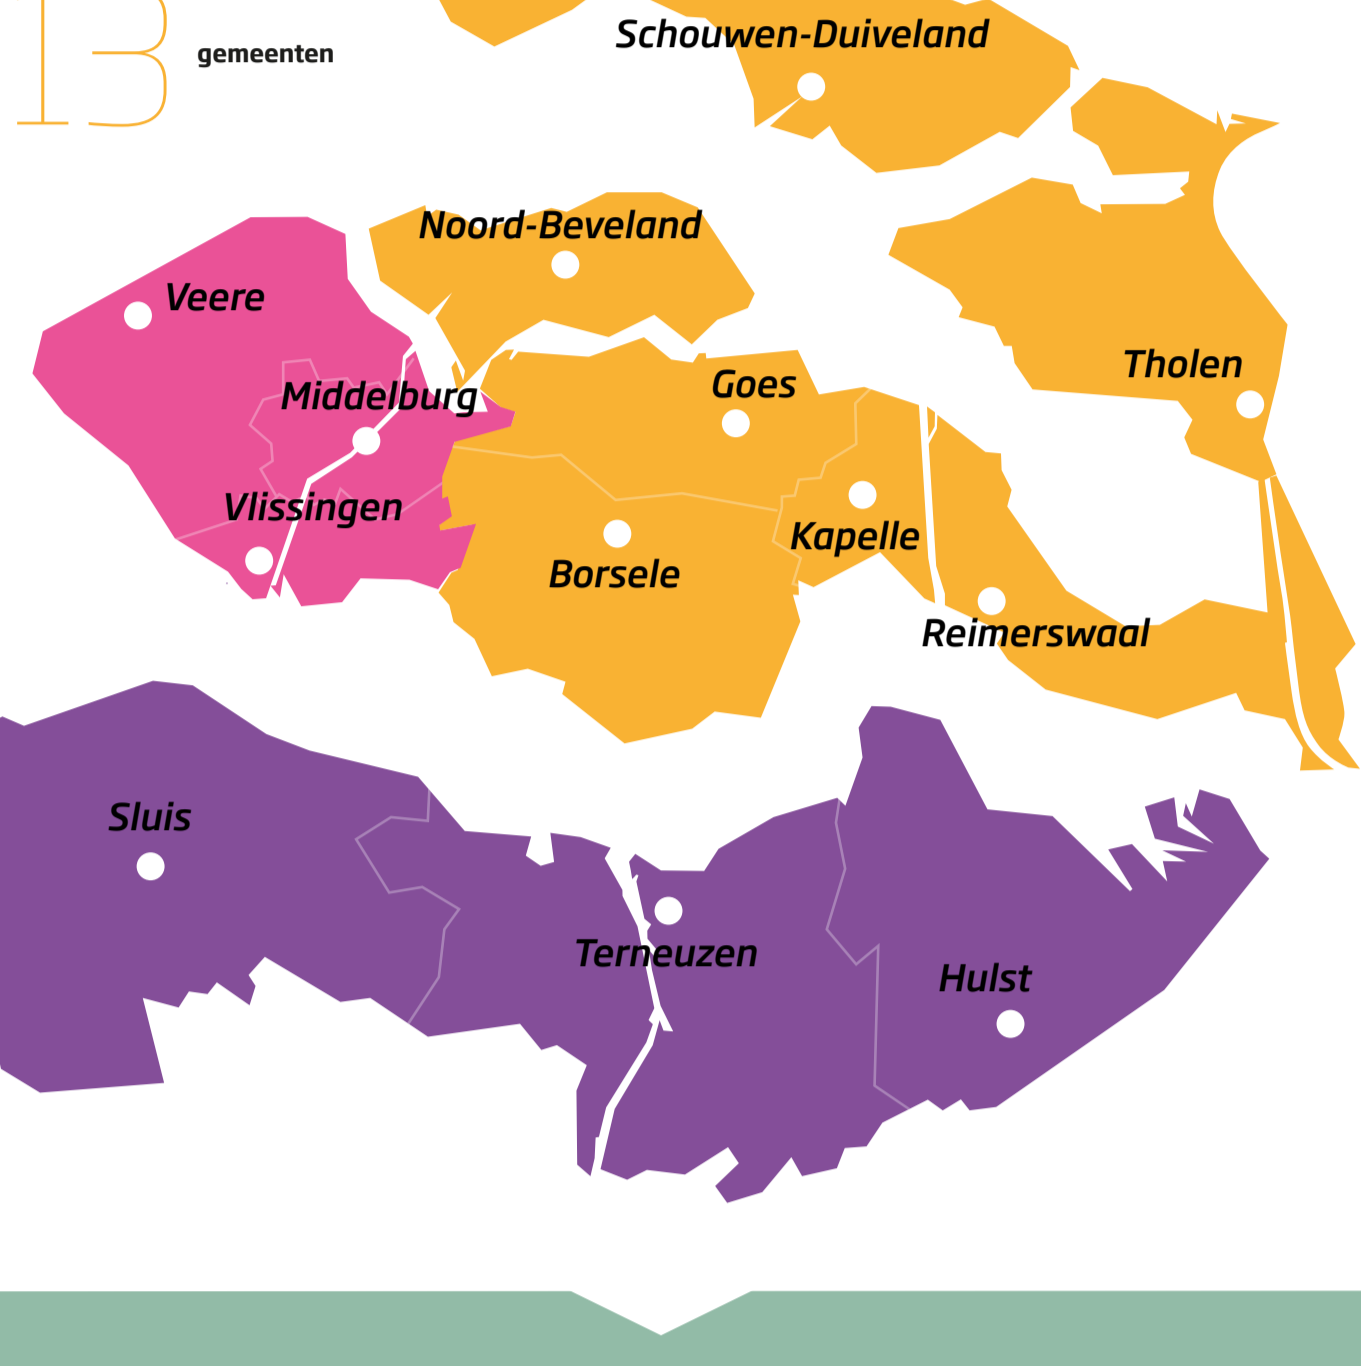 13
gemeenten
Schouwen-Duiveland
Noord-Beveland
Veere
Tholen
Goes
Middelburg
Vlissingen
Kapelle
Borsele
Reimerswaal
Sluis
Terneuzen
Hulst